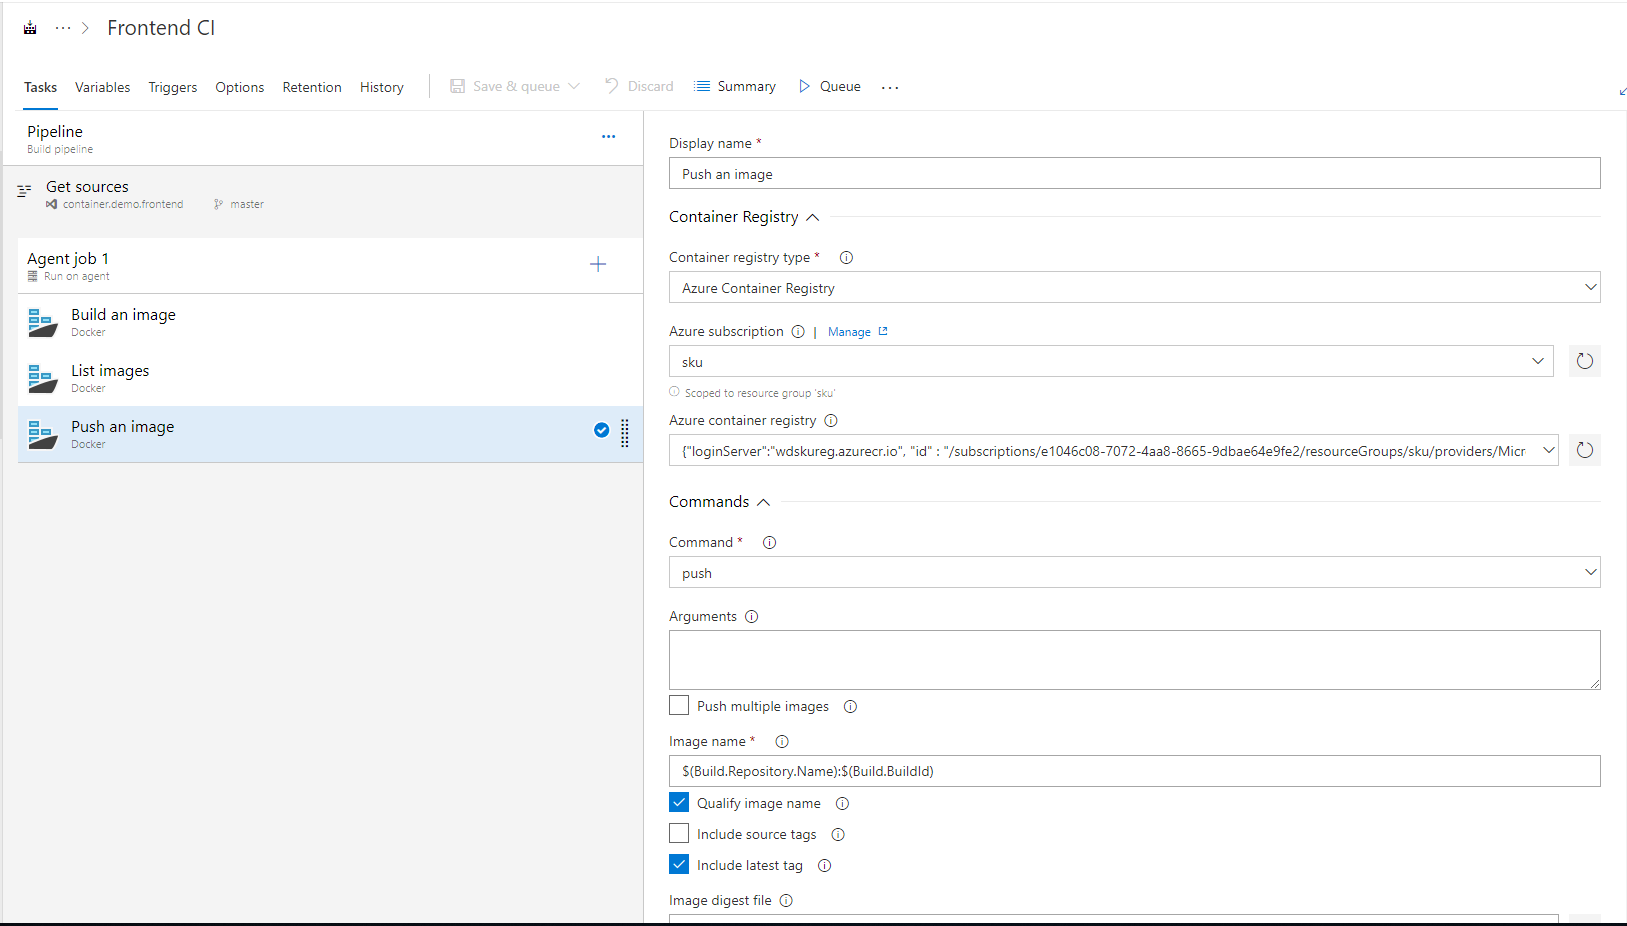 ··· > Frontend CI
Tasks Variables Triggers Options Retention History Save & queue Discard Summary Queue ···
Pipeline ···
Build pipeline
Get sources
container.demo.frontend master
Agent job 1
Run on agent
Build an image
Docker
List images
Docker
Push an image
Docker
Display name *
Push an image
Container Registry
Container registry type *
Azure Container Registry
Azure subscription | Manage
sku
Scoped to resource group 'sku'
Azure container registry
{"loginServer":"wdskureg.azurecr.io", "id" : "/subscriptions/e1046c08-7072-4aa8-8665-9dbae64e9fe2/resourceGroups/sku/providers/Micr
Commands
Command *
push
Arguments
Push multiple images
Image name *
$(Build.Repository.Name):$(Build.BuildId)
Qualify image name
Include source tags
Include latest tag
Image digest file